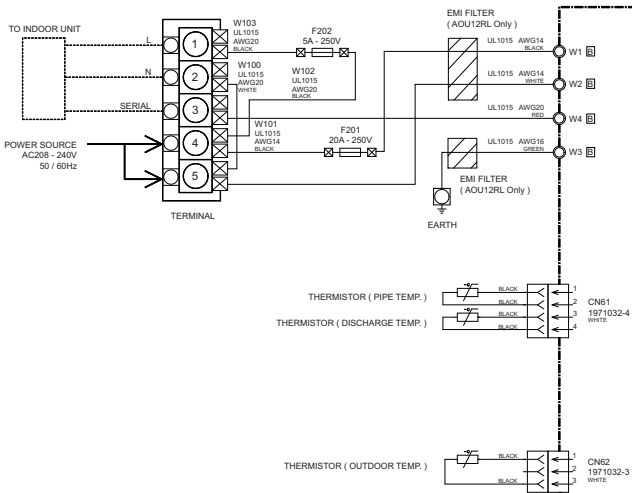 TO INDOOR UNIT
L
N
SERIAL
POWER SOURCE
AC208 - 240V
50 / 60Hz
1
2
3
4
5
TERMINAL
W103
UL1015
AWG20
BLACK
W100
UL1015
AWG20
WHITE
F202
5A - 250V
W102
UL1015
AWG20
BLACK
W101
UL1015
AWG14
BLACK
F201
20A - 250V
EMI FILTER
( AOU12RL Only )
UL1015 AWG14
BLACK
W1 B
UL1015 AWG14
WHITE
W2 B
UL1015 AWG20
RED
W4 B
UL1015 AWG16
GREEN
W3 B
EMI FILTER
( AOU12RL Only )
EARTH
THERMISTOR ( PIPE TEMP. )
BLACK
BLACK
THERMISTOR ( DISCHARGE TEMP. )
BLACK
BLACK
1
2
3
4
CN61
1971032-4
WHITE
THERMISTOR ( OUTDOOR TEMP. )
BLACK
BLACK
1
2
3
CN62
1971032-3
WHITE